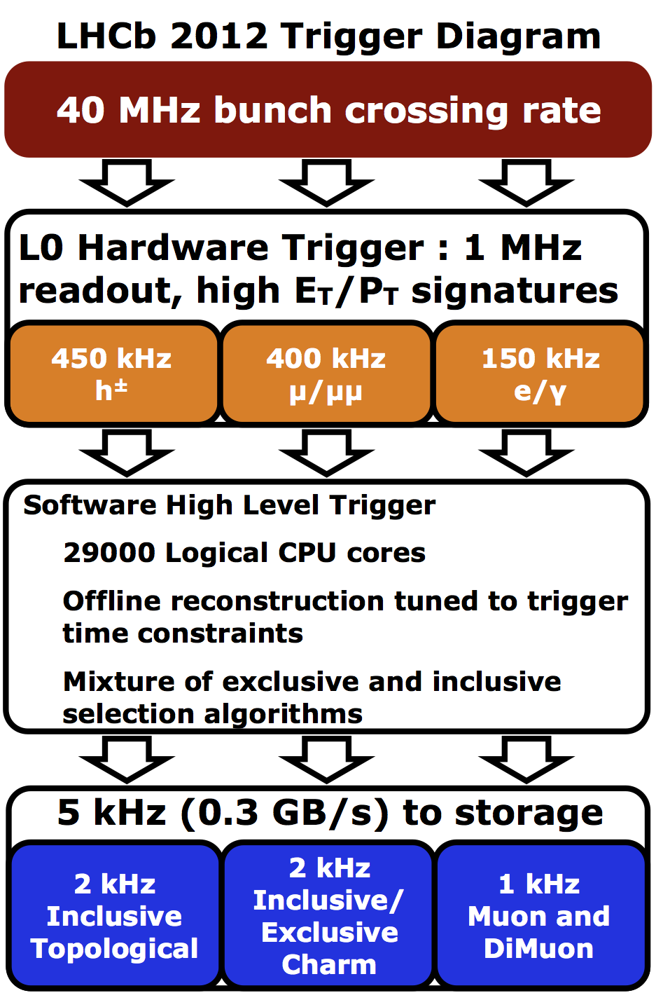 LHCb 2012 Trigger Diagram
40 MHz bunch crossing rate
L0 Hardware Trigger : 1 MHz
readout, high ET/PT signatures
450 kHz
h±
400 kHz
μ/μμ
150 kHz
e/γ
Software High Level Trigger
29000 Logical CPU cores
Offline reconstruction tuned to trigger
time constraints
Mixture of exclusive and inclusive
selection algorithms
5 kHz (0.3 GB/s) to storage
2 kHz
Inclusive
Topological
2 kHz
Inclusive/
Exclusive
Charm
1 kHz
Muon and
DiMuon